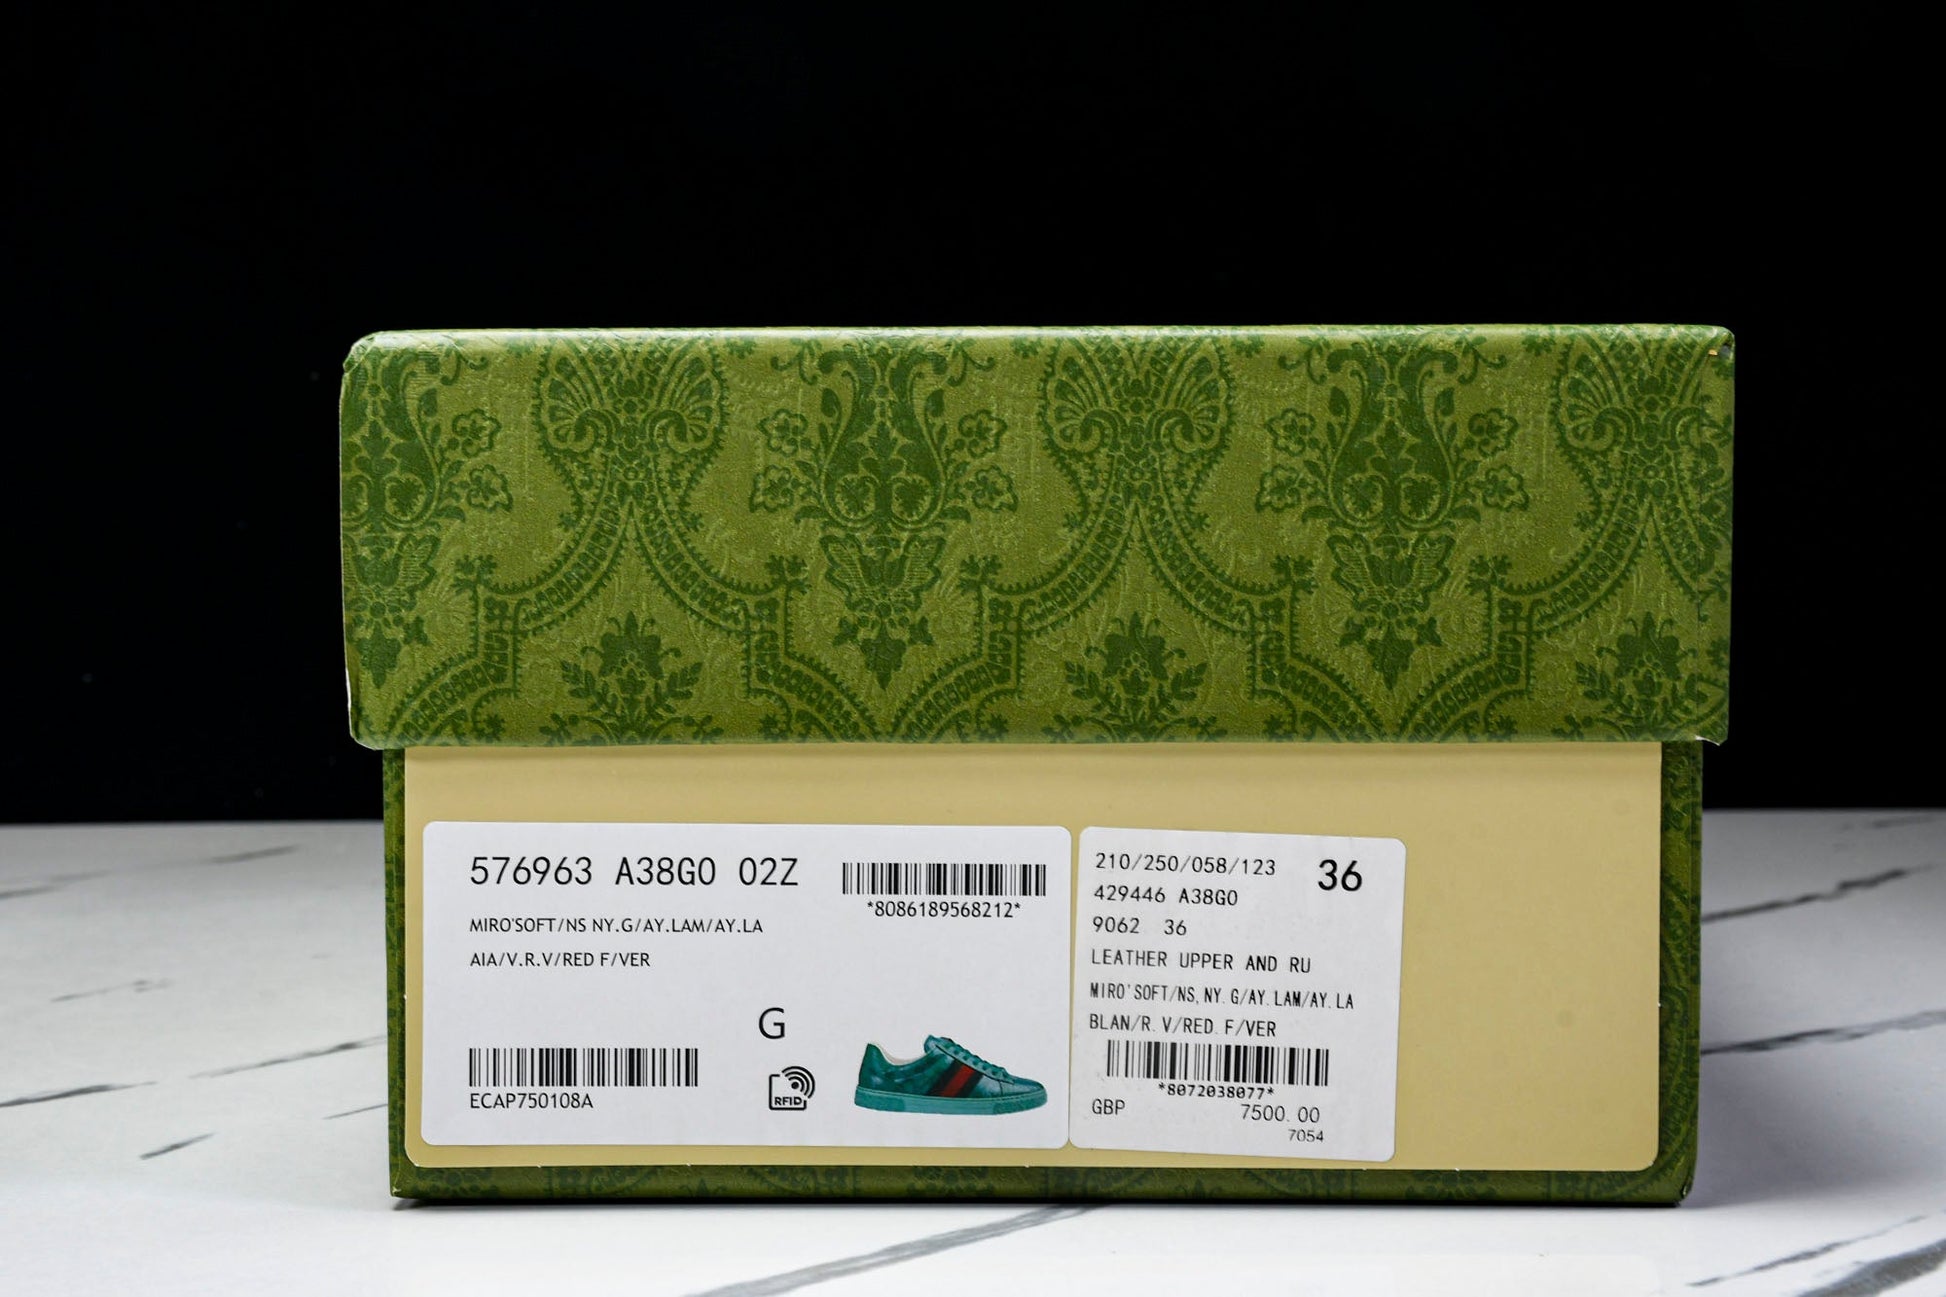 576963 A38G0 02Z
*8086189568212*
MIRO'SOFT/NS NY.G/AY.LAM/AY.LA
AIA/V.R.V/RED F/VER
G
RFID
ECAP750108A
210/250/058/123 36
429446 A38G0
9062 36
LEATHER UPPER AND RU
MIRO'SOFT/NS,NY.G/AY.LAM/AY.LA
BLAN/R.V/RED.F/VER
*8072038077*
GBP 7500.00
7054